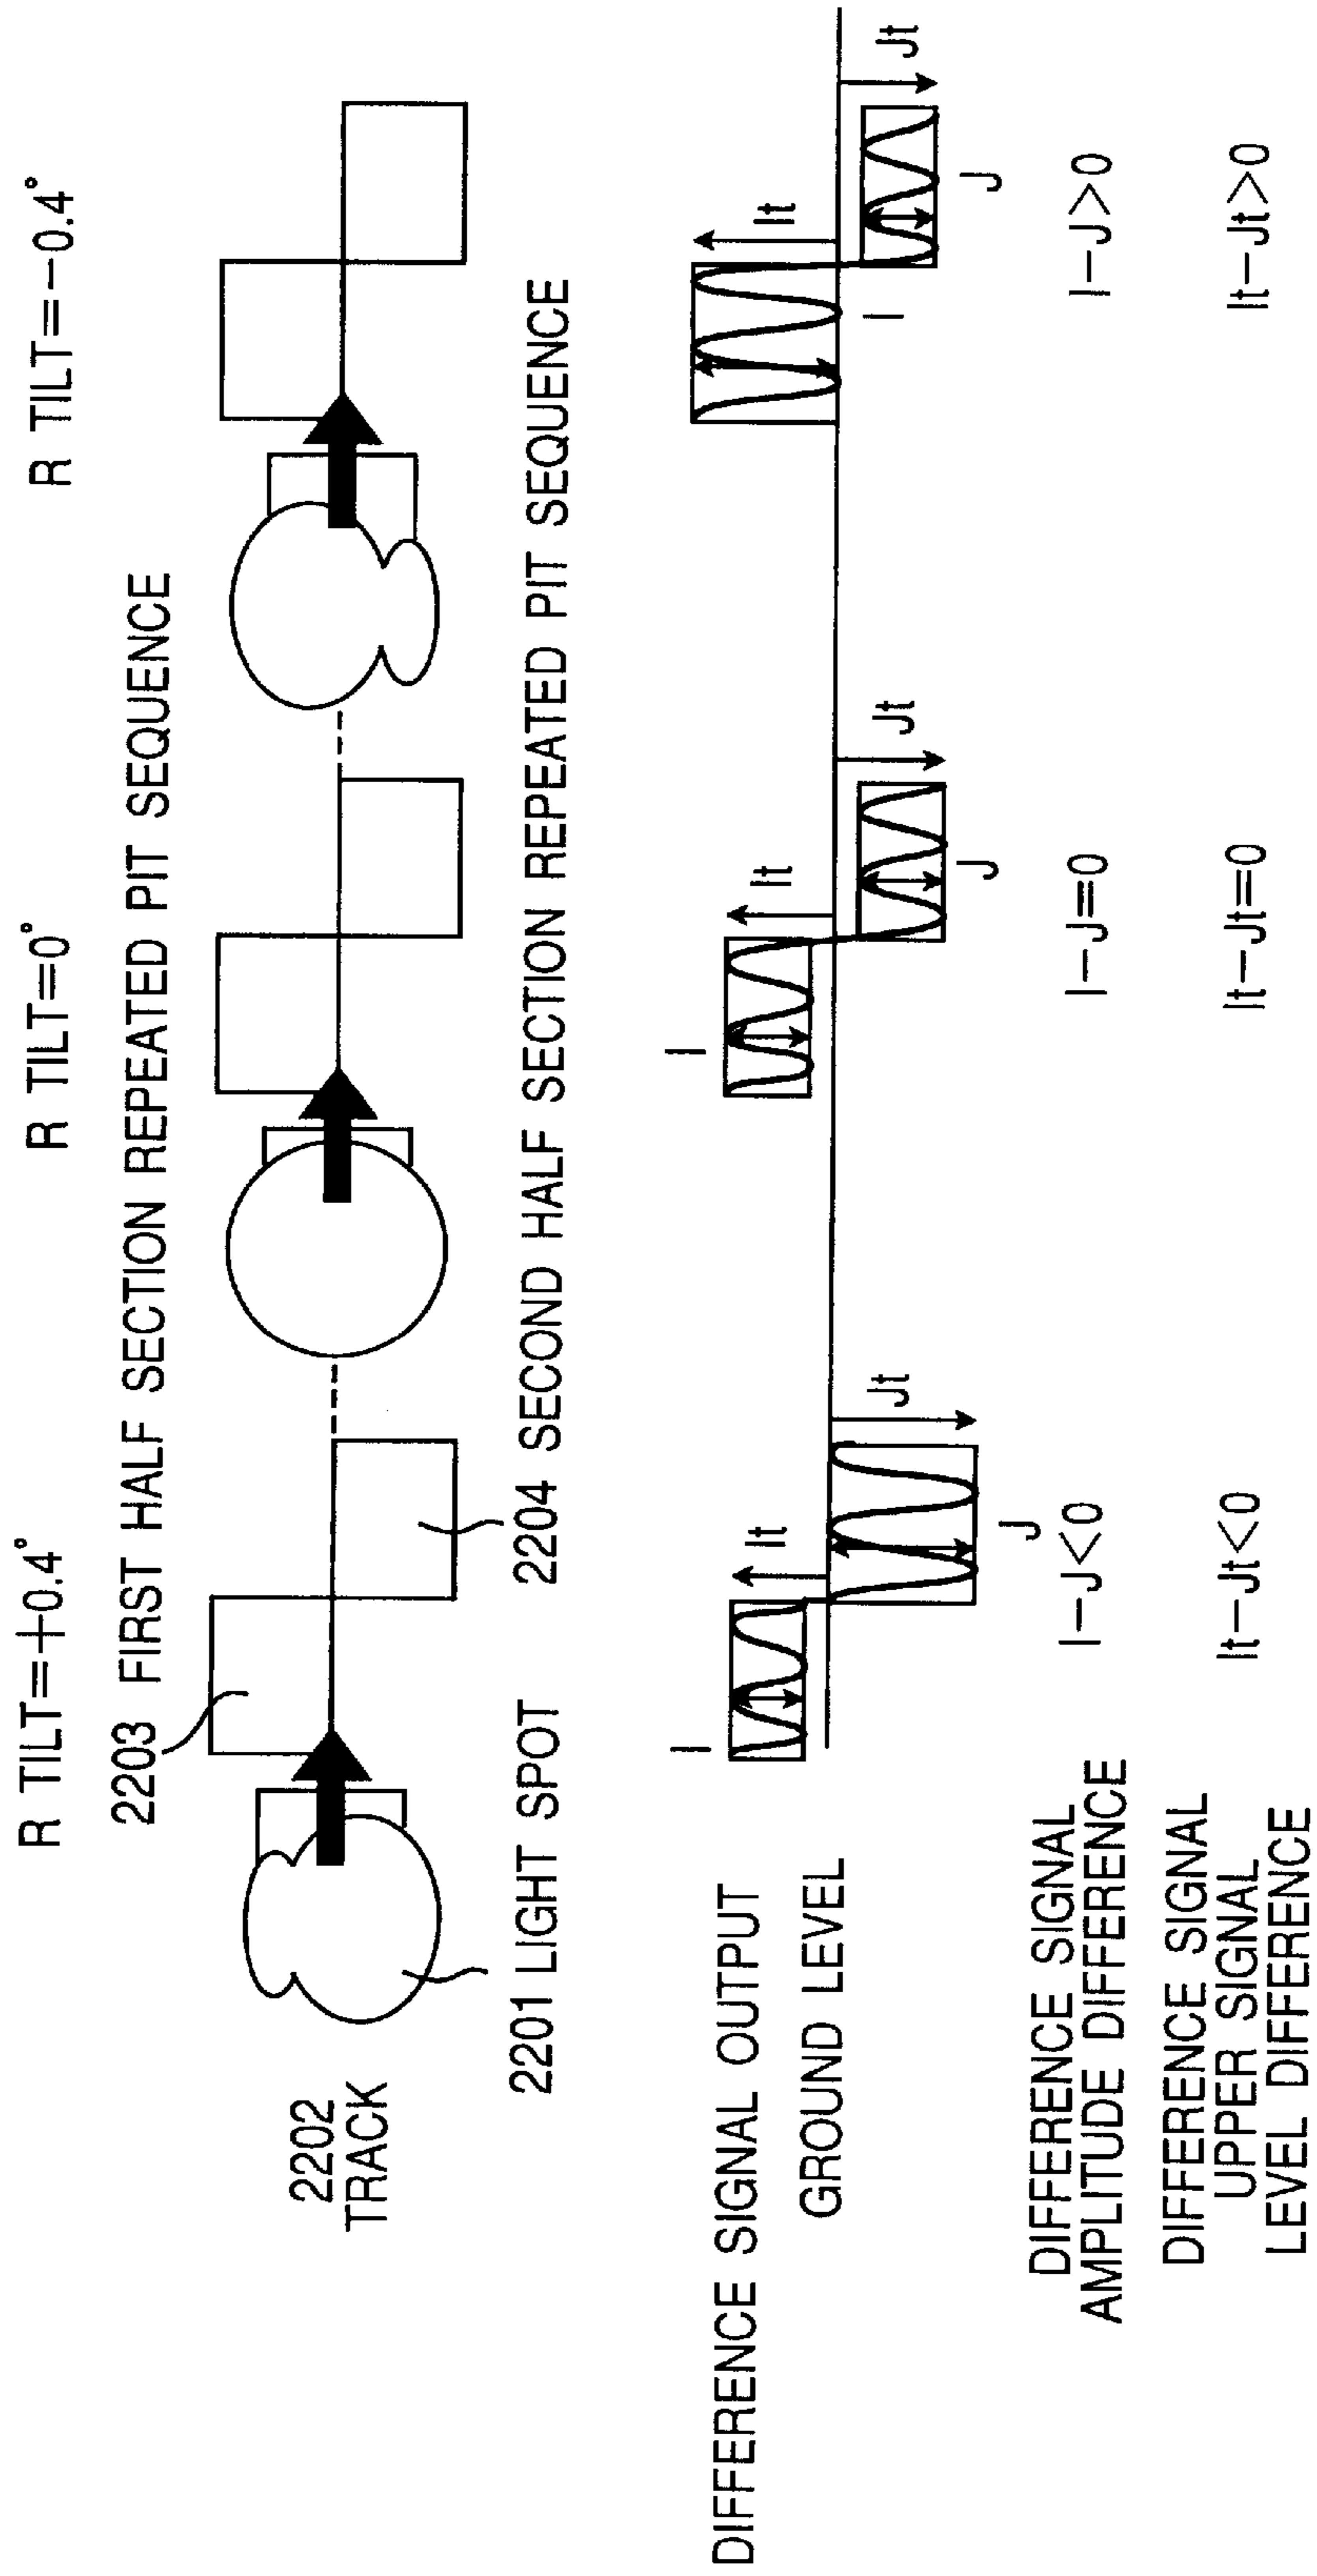 R TILT=+0.4°
R TILT=0°
R TILT=-0.4°
2203 FIRST HALF SECTION REPEATED PIT SEQUENCE
2202
TRACK
2201 LIGHT SPOT
2204 SECOND HALF SECTION REPEATED PIT SEQUENCE
DIFFERENCE SIGNAL OUTPUT
GROUND LEVEL
I
It
J
Jt
I
It
J
Jt
I
It
J
Jt
DIFFERENCE SIGNAL
AMPLITUDE DIFFERENCE
I-J<0
I-J=0
I-J>0
DIFFERENCE SIGNAL
UPPER SIGNAL
LEVEL DIFFERENCE
It-Jt<0
It-Jt=0
It-Jt>0